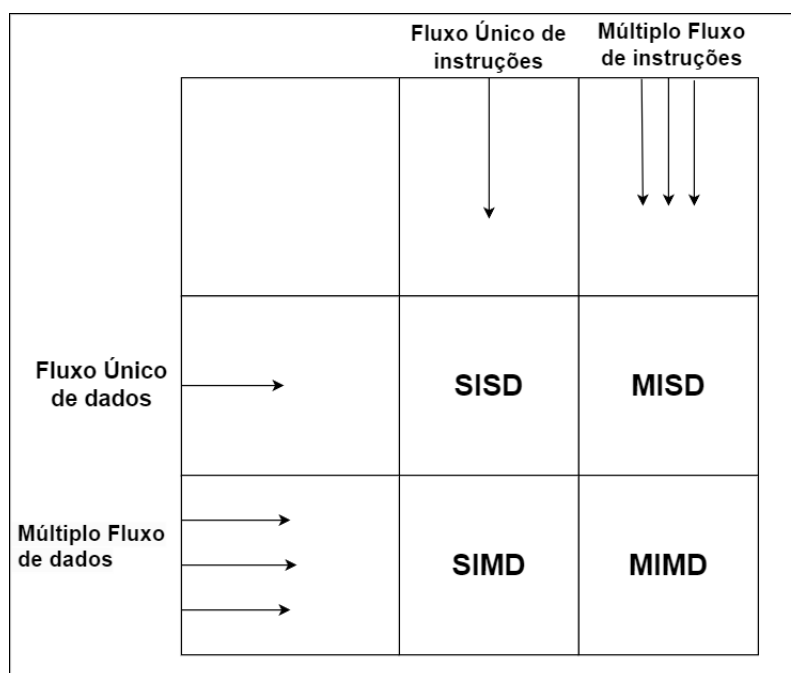 Fluxo Único de
instruções
Múltiplo Fluxo
de instruções
Fluxo Único
de dados
SISD
MISD
Múltiplo Fluxo
de dados
SIMD
MIMD